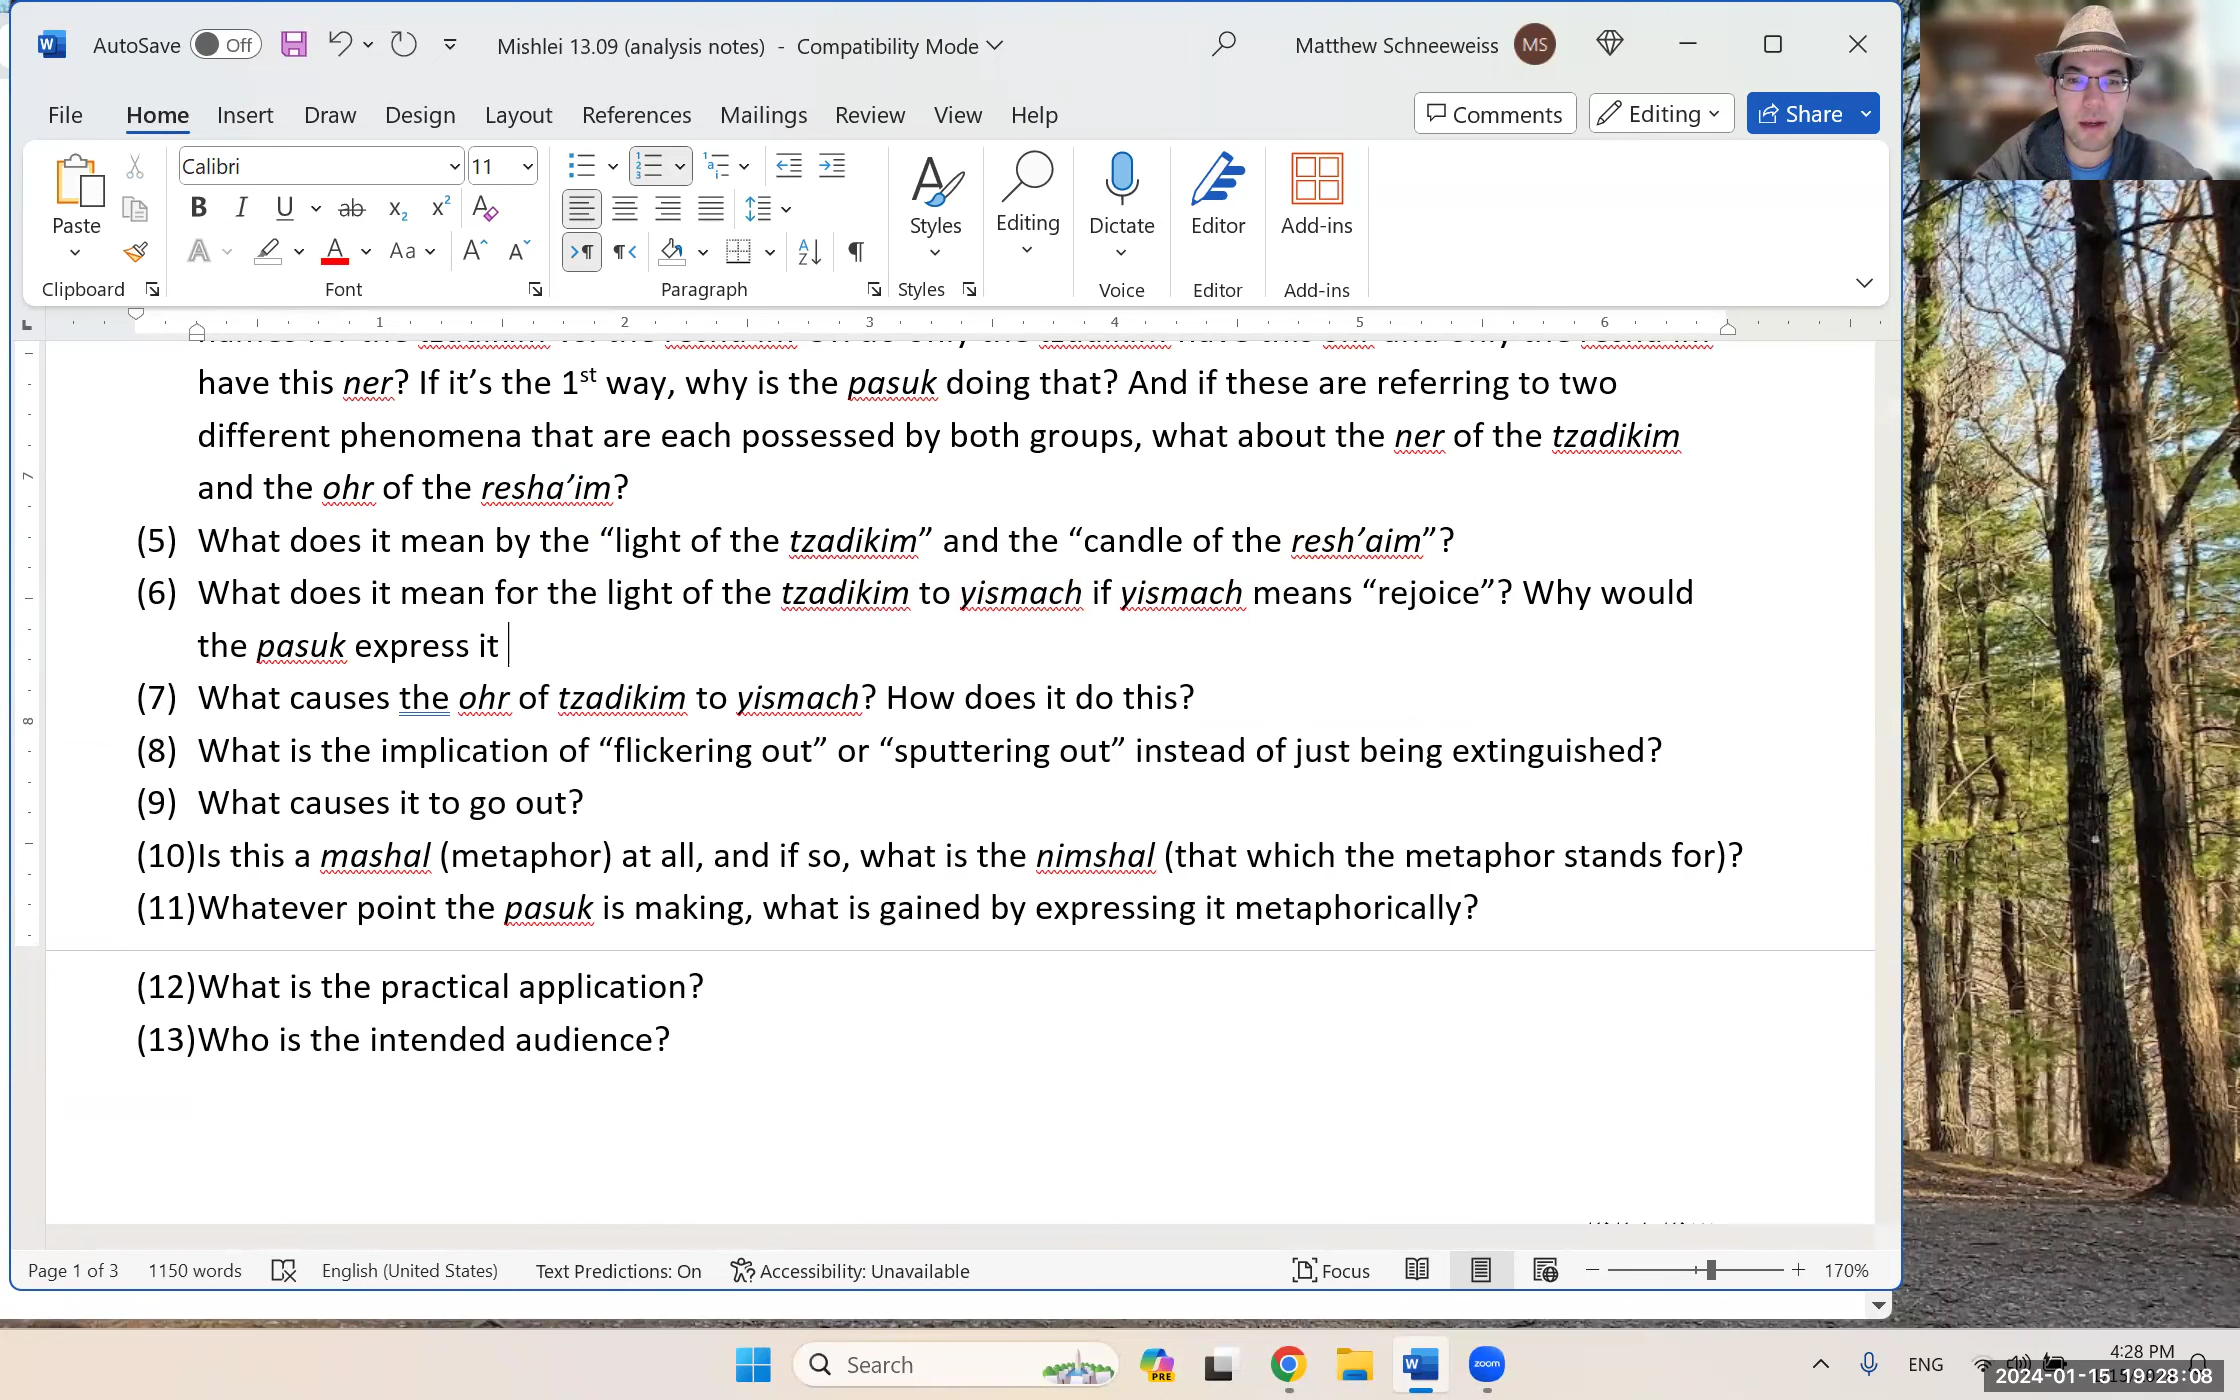 AutoSave Off Mishlei 13.09 (analysis notes) - Compatibility Mode Matthew Schneeweiss MS
File Home Insert Draw Design Layout References Mailings Review View Help Comments Editing Share
Calibri 11
Paste Styles Editing Dictate Editor Add-ins
Clipboard Font Paragraph Styles Voice Editor Add-ins
1 2 3 4 5 6
have this ner? If it’s the 1st way, why is the pasuk doing that? And if these are referring to two
different phenomena that are each possessed by both groups, what about the ner of the tzadikim
and the ohr of the resha’im?
(5) What does it mean by the “light of the tzadikim” and the “candle of the resh’aim”?
(6) What does it mean for the light of the tzadikim to yismach if yismach means “rejoice”? Why would
the pasuk express it
(7) What causes the ohr of tzadikim to yismach? How does it do this?
(8) What is the implication of “flickering out” or “sputtering out” instead of just being extinguished?
(9) What causes it to go out?
(10)Is this a mashal (metaphor) at all, and if so, what is the nimshal (that which the metaphor stands for)?
(11)Whatever point the pasuk is making, what is gained by expressing it metaphorically?
(12)What is the practical application?
(13)Who is the intended audience?
Page 1 of 3 1150 words English (United States) Text Predictions: On Accessibility: Unavailable Focus 170%
Search PRE zoom ENG 4:28 PM
2024-01-15 19:28:08